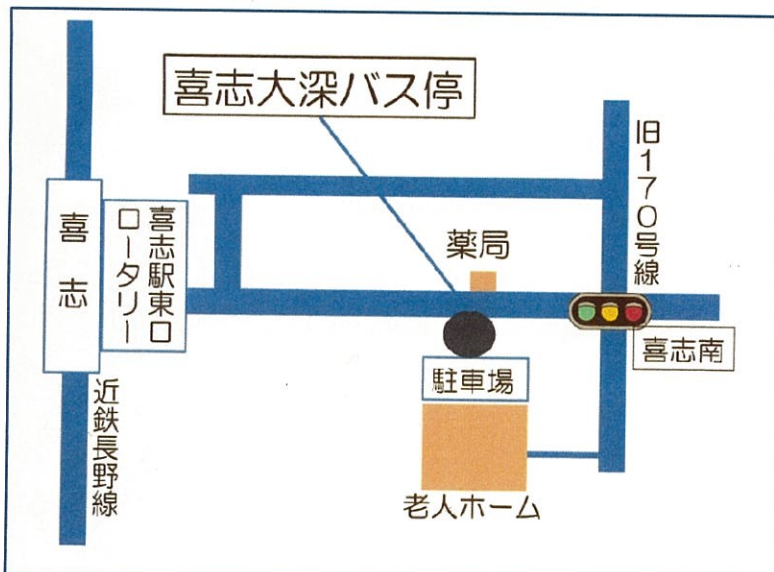 喜志大深バス停
旧170号線
喜志
喜志駅東口
ロータリー
薬局
喜志南
駐車場
近鉄長野線
老人ホーム